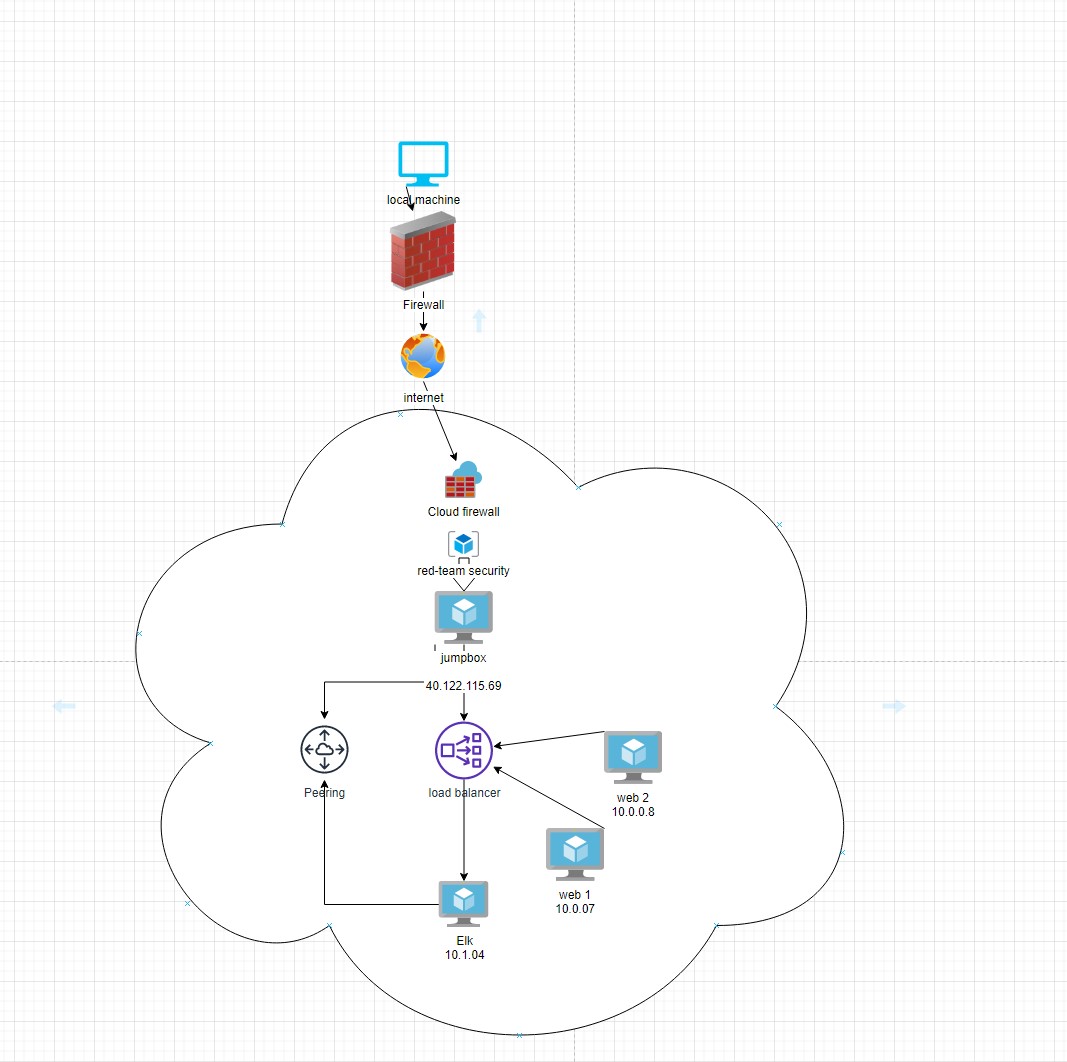 local machine
Firewall
internet
Cloud firewall
red-team security
jumpbox
40.122.115.69
Peering
load balancer
web 2
10.0.0.8
web 1
10.0.07
Elk
10.1.04